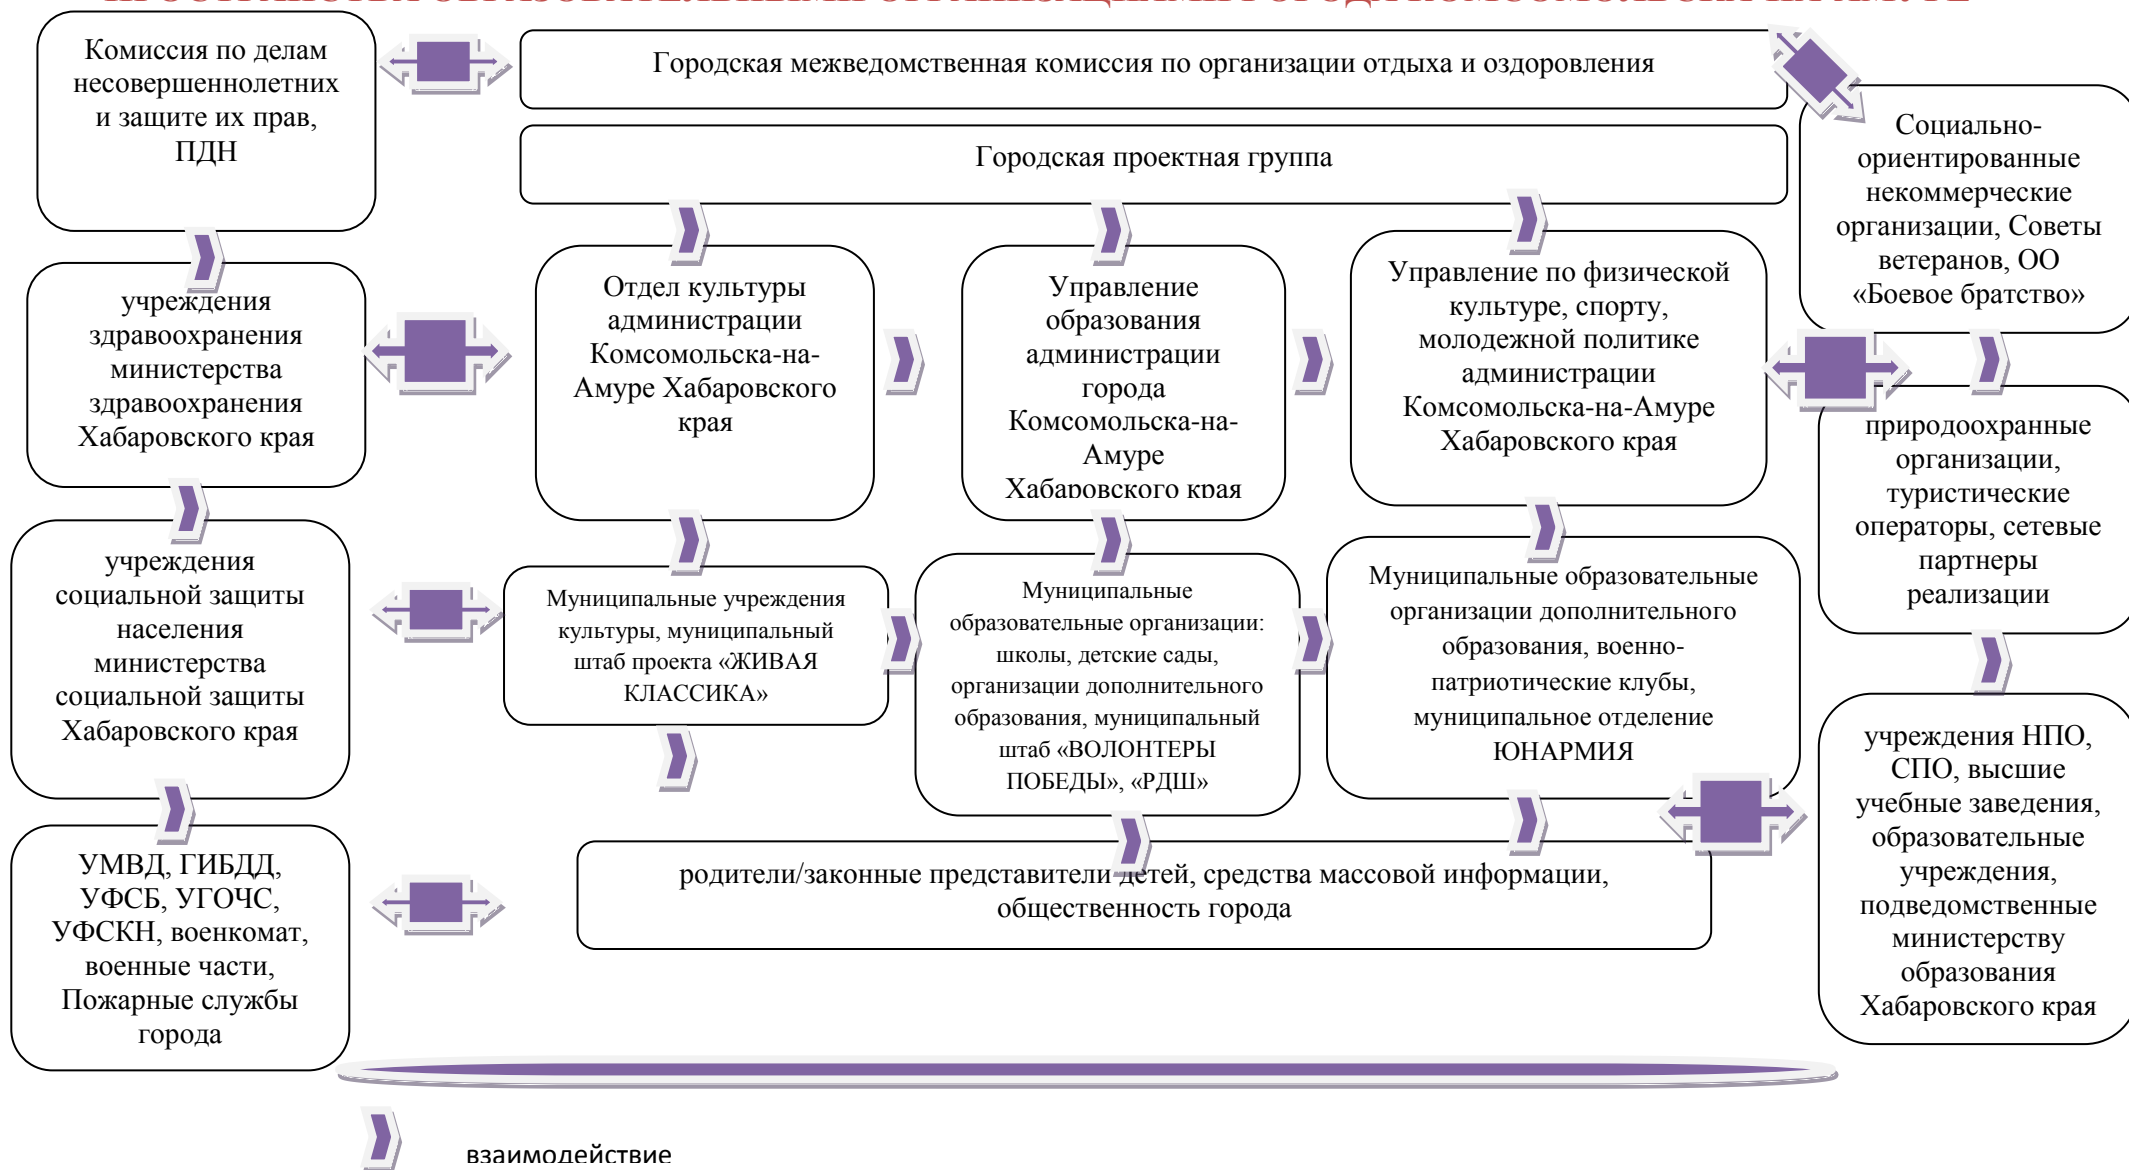 Комиссия по делам
несовершеннолетних
и защите их прав,
ПДН
Городская межведомственная комиссия по организации отдыха и оздоровления
Городская проектная группа
Социально-
ориентированные
некоммерческие
организации, Советы
ветеранов, ОО
«Боевое братство»
учреждения
здравоохранения
министерства
здравоохранения
Хабаровского края
Отдел культуры
администрации
Комсомольска-на-
Амуре Хабаровского
края
Управление
образования
администрации
города
Комсомольска-на-
Амуре
Хабаровского края
Управление по физической
культуре, спорту,
молодежной политике
администрации
Комсомольска-на-Амуре
Хабаровского края
природоохранные
организации,
туристические
операторы, сетевые
партнеры
реализации
учреждения
социальной защиты
населения
министерства
социальной защиты
Хабаровского края
Муниципальные учреждения
культуры, муниципальный
штаб проекта «ЖИВАЯ
КЛАССИКА»
Муниципальные
образовательные организации:
школы, детские сады,
организации дополнительного
образования, муниципальный
штаб «ВОЛОНТЕРЫ
ПОБЕДЫ», «РДШ»
Муниципальные образовательные
организации дополнительного
образования, военно-
патриотические клубы,
муниципальное отделение
ЮНАРМИЯ
учреждения НПО,
СПО, высшие
учебные заведения,
образовательные
учреждения,
подведомственные
министерству
образования
Хабаровского края
УМВД, ГИБДД,
УФСБ, УГОЧС,
УФСКН, военкомат,
военные части,
Пожарные службы
города
родители/законные представители детей, средства массовой информации,
общественность города
взаимодействие